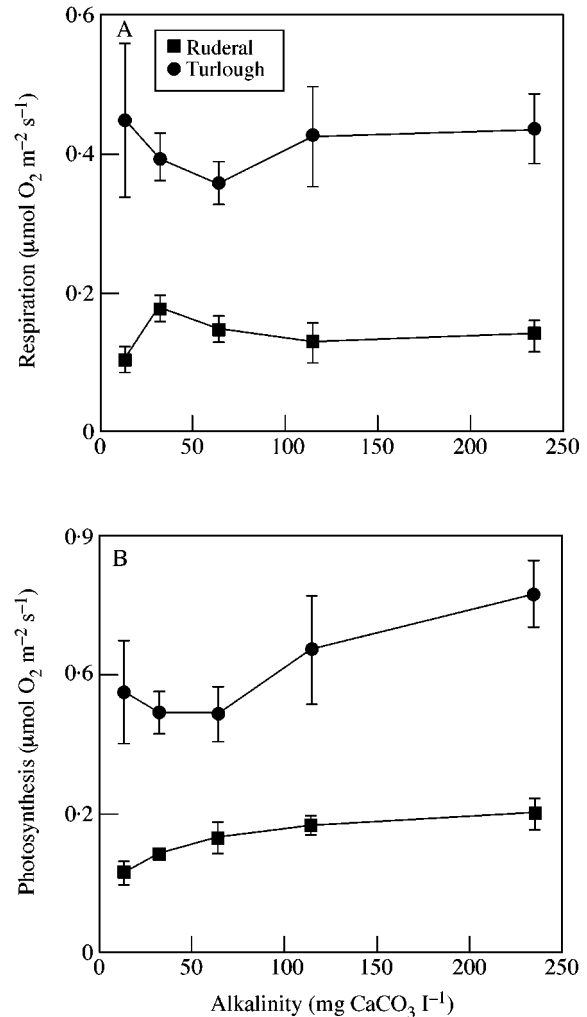 A
Ruderal
Turlough
0·6
0·4
0·2
0
Respiration (μmol O₂ m⁻² s⁻¹)
0 50 100 150 200 250
B
0·9
0·6
0·2
0
Photosynthesis (μmol O₂ m⁻² s⁻¹)
0 50 100 150 200 250
Alkalinity (mg CaCO₃ l⁻¹)